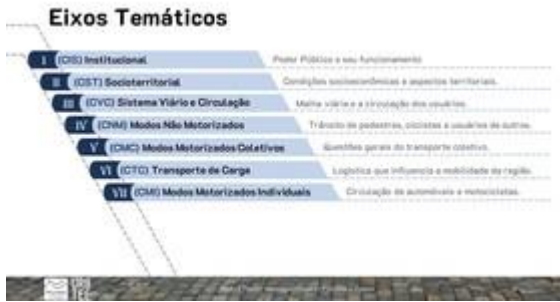 Eixos Temáticos
I (CIS) Institucional Poder Público e seu funcionamento
II (CST) Socioterritorial Condições socioeconômicas e aspectos territoriais.
III (CVC) Sistema Viário e Circulação Malha viária e a circulação dos usuários.
IV (CNM) Modos Não Motorizados Trânsito de pedestres, ciclistas e usuários de outros.
V (CMC) Modos Motorizados Coletivos Questões gerais do transporte coletivo.
VI (CTC) Transporte de Carga Logística que influencia a mobilidade da região.
VII (CMI) Modos Motorizados Individuais Circulação de automóveis e motocicletas.